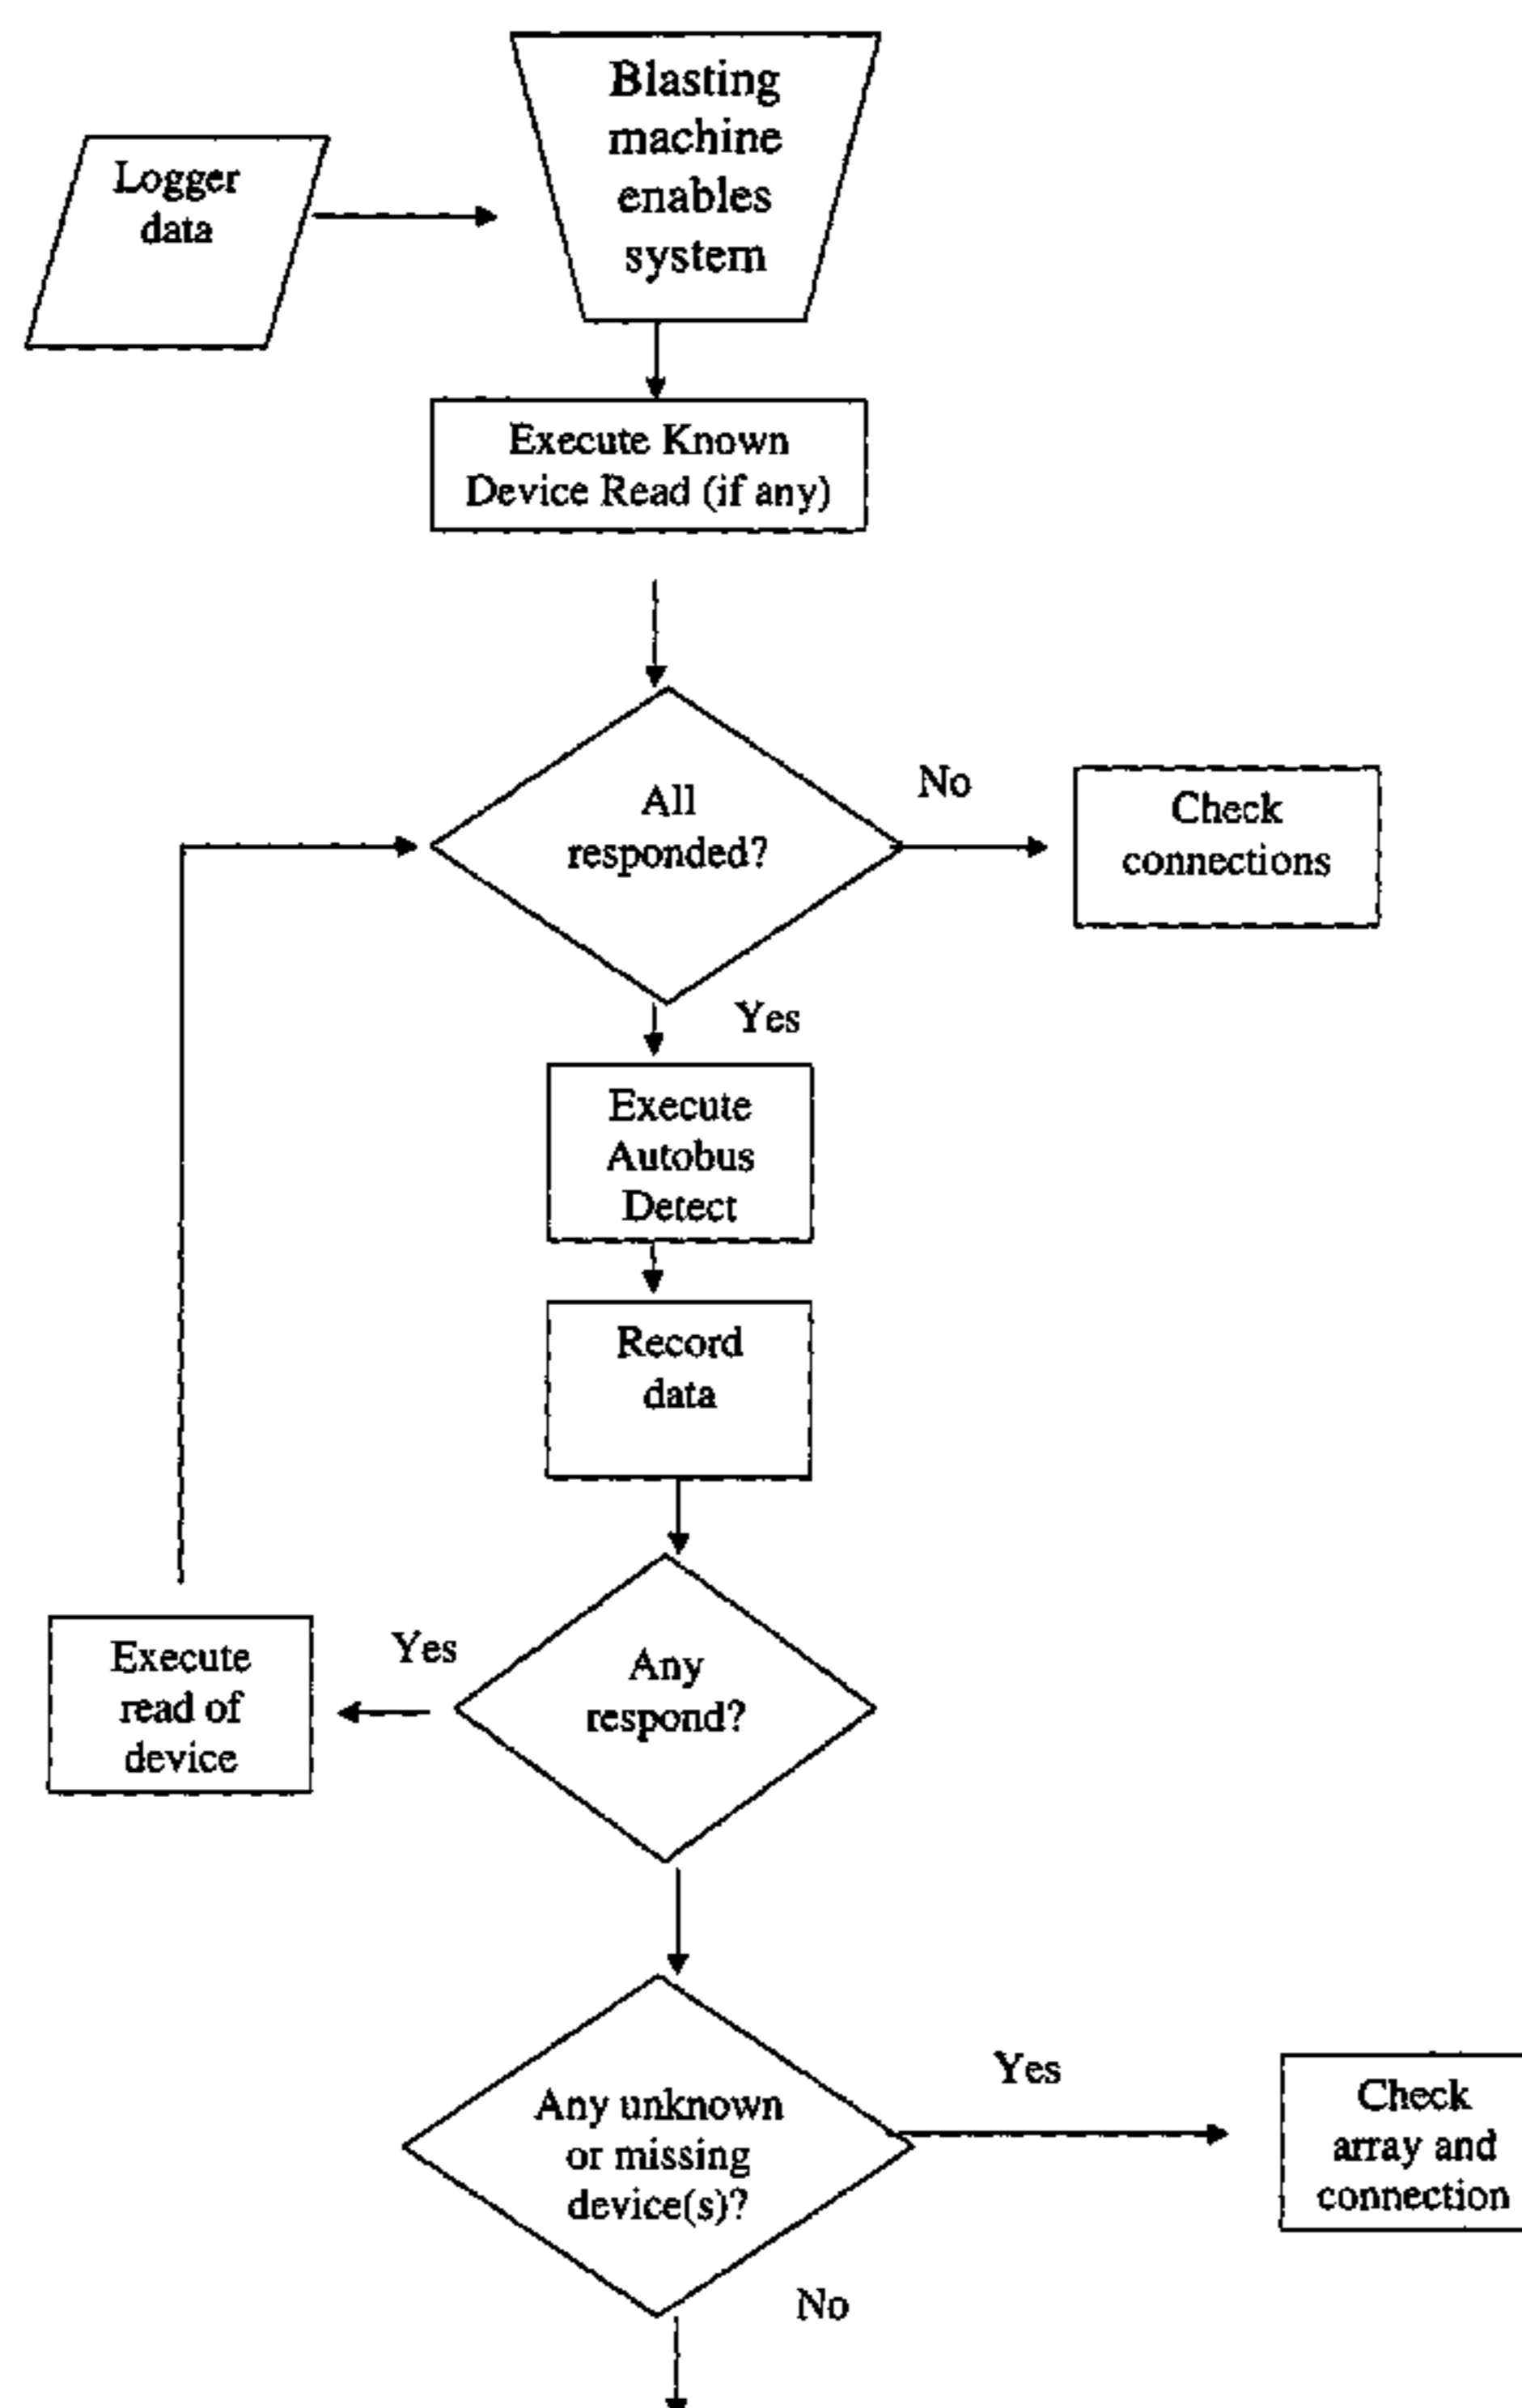 Logger
data
Blasting
machine
enables
system
Execute Known
Device Read (if any)
All
responded?
No
Check
connections
Yes
Execute
Autobus
Detect
Record
data
Any
respond?
Yes
Execute
read of
device
Any unknown
or missing
device(s)?
Yes
Check
array and
connection
No